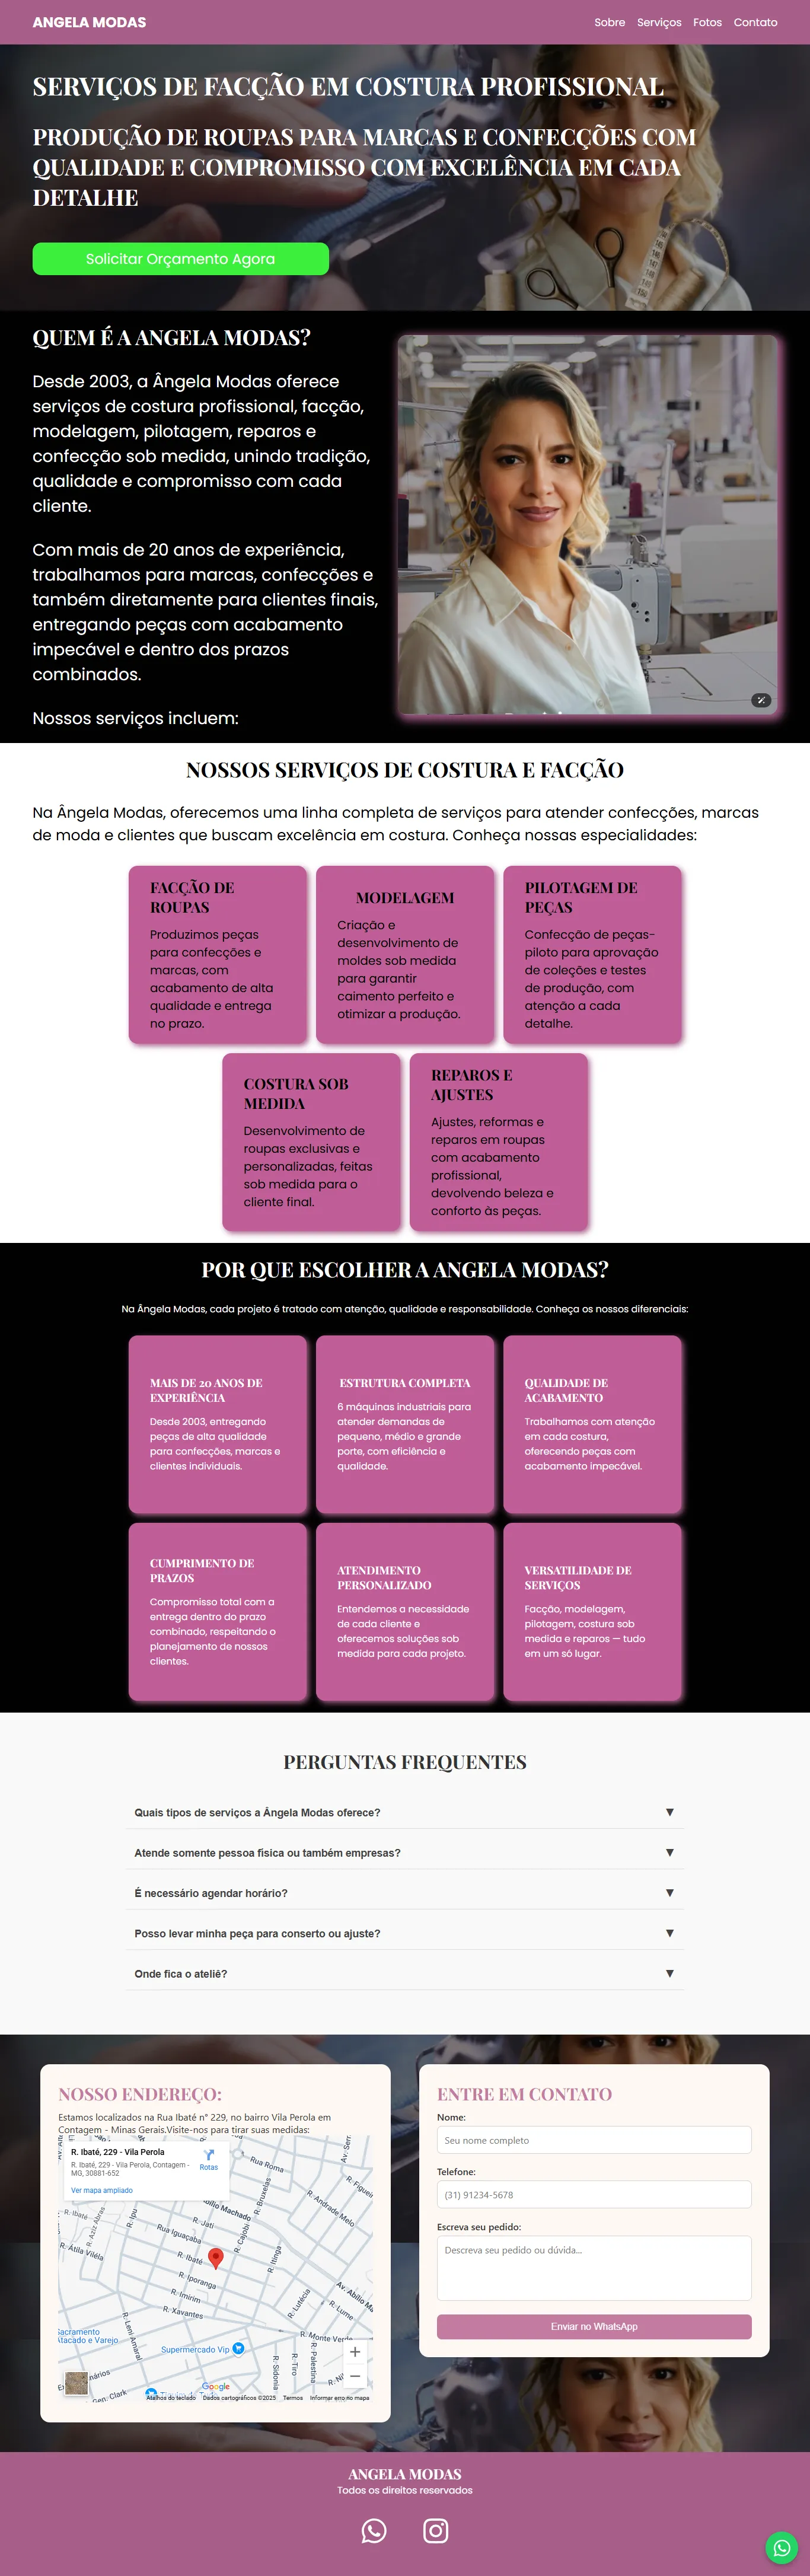 ANGELA MODAS
Sobre Serviços Fotos Contato
SERVIÇOS DE FACÇÃO EM COSTURA PROFISSIONAL
PRODUÇÃO DE ROUPAS PARA MARCAS E CONFECÇÕES COM
QUALIDADE E COMPROMISSO COM EXCELÊNCIA EM CADA
DETALHE
Solicitar Orçamento Agora
QUEM É A ANGELA MODAS?
Desde 2003, a Ângela Modas oferece
serviços de costura profissional, facção,
modelagem, pilotagem, reparos e
confecção sob medida, unindo tradição,
qualidade e compromisso com cada
cliente.
Com mais de 20 anos de experiência,
trabalhamos para marcas, confecções e
também diretamente para clientes finais,
entregando peças com acabamento
impecável e dentro dos prazos
combinados.
Nossos serviços incluem:
NOSSOS SERVIÇOS DE COSTURA E FACÇÃO
Na Ângela Modas, oferecemos uma linha completa de serviços para atender confecções, marcas
de moda e clientes que buscam excelência em costura. Conheça nossas especialidades:
FACÇÃO DE
ROUPAS
Produzimos peças
para confecções e
marcas, com
acabamento de alta
qualidade e entrega
no prazo.
MODELAGEM
Criação e
desenvolvimento de
moldes sob medida
para garantir
caimento perfeito e
otimizar a produção.
PILOTAGEM DE
PEÇAS
Confecção de peças-
piloto para aprovação
de coleções e testes
de produção, com
atenção a cada
detalhe.
COSTURA SOB
MEDIDA
Desenvolvimento de
roupas exclusivas e
personalizadas, feitas
sob medida para o
cliente final.
REPAROS E
AJUSTES
Ajustes, reformas e
reparos em roupas
com acabamento
profissional,
devolvendo beleza e
conforto às peças.
POR QUE ESCOLHER A ANGELA MODAS?
Na Ângela Modas, cada projeto é tratado com atenção, qualidade e responsabilidade. Conheça os nossos diferenciais:
MAIS DE 20 ANOS DE
EXPERIÊNCIA
Desde 2003, entregando
peças de alta qualidade
para confecções, marcas e
clientes individuais.
ESTRUTURA COMPLETA
6 máquinas industriais para
atender demandas de
pequeno, médio e grande
porte, com eficiência e
qualidade.
QUALIDADE DE
ACABAMENTO
Trabalhamos com atenção
em cada costura,
oferecendo peças com
acabamento impecável.
CUMPRIMENTO DE
PRAZOS
Compromisso total com a
entrega dentro do prazo
combinado, respeitando o
planejamento de nossos
clientes.
ATENDIMENTO
PERSONALIZADO
Entendemos a necessidade
de cada cliente e
oferecemos soluções sob
medida para cada projeto.
VERSATILIDADE DE
SERVIÇOS
Facção, modelagem,
pilotagem, costura sob
medida e reparos — tudo
em um só lugar.
PERGUNTAS FREQUENTES
Quais tipos de serviços a Ângela Modas oferece?
Atende somente pessoa física ou também empresas?
É necessário agendar horário?
Posso levar minha peça para conserto ou ajuste?
Onde fica o ateliê?
NOSSO ENDEREÇO:
Estamos localizados na Rua Ibaté n° 229, no bairro Vila Perola em
Contagem - Minas Gerais.Visite-nos para tirar suas medidas:
R. Ibaté, 229 - Vila Perola
R. Ibaté, 229 - Vila Perola, Contagem -
MG, 30881-652
Rotas
Ver mapa ampliado
Rua Roma
R. Bruxelas
R. Andrade Melo
R. Figuei
Av. Serr
bílio Machado
R. Ibaté
R. Aziz Abras
R. Ipu
R. Jati
Rua Iguaçaba
R. Cajobi
R. Itinga
R. Átila Viléla
R. Ibaté
R. Iporanga
R. Imirim
R. Xavantes
R. Lutécia
R. Lume
Av. Abílio Ma
R. Monte Verde
Sacramento
Atacado e Varejo
R. Leni Amaral
Supermercado Vip
R. Sidonia
R. Tiro
R. Palestina
Gen. Clark
Google
Atalhos do teclado Dados cartográficos ©2025 Termos Informar erro no mapa
ENTRE EM CONTATO
Nome:
Seu nome completo
Telefone:
(31) 91234-5678
Escreva seu pedido:
Descreva seu pedido ou dúvida...
Enviar no WhatsApp
ANGELA MODAS
Todos os direitos reservados